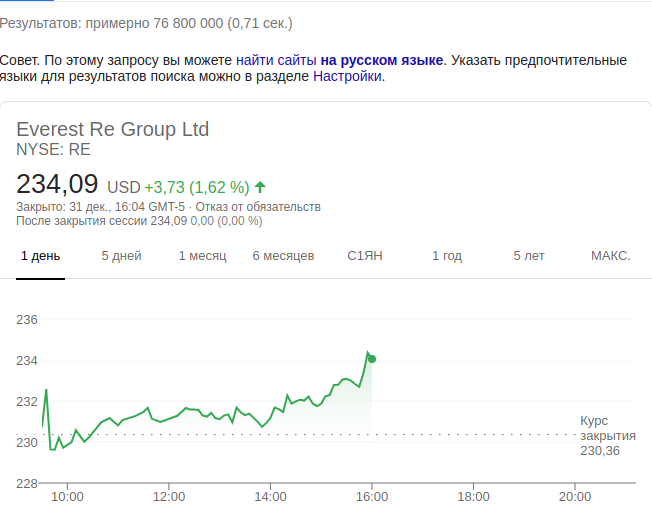 Результатов: примерно 76 800 000 (0,71 сек.)
Совет. По этому запросу вы можете найти сайты на русском языке. Указать предпочтительные
языки для результатов поиска можно в разделе Настройки.
Everest Re Group Ltd
NYSE: RE
234,09 USD +3,73 (1,62 %)
Закрыто: 31 дек., 16:04 GMT-5 · Отказ от обязательств
После закрытия сессии 234,09 0,00 (0,00 %)
1 день 5 дней 1 месяц 6 месяцев С1ЯН 1 год 5 лет МАКС.
236
234
232
230
228
Курс
закрытия
230,36
10:00 12:00 14:00 16:00 18:00 20:00